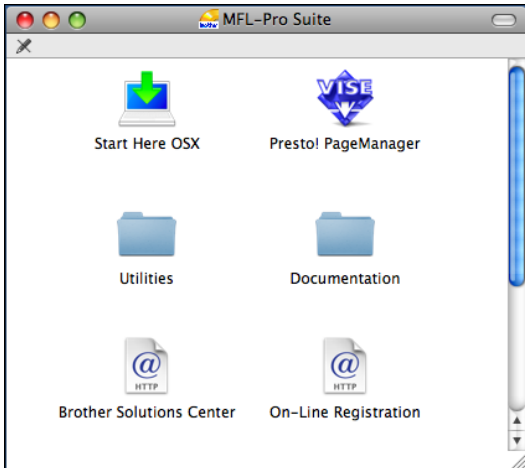 brother MFL-Pro Suite
Start Here OSX
VISE
Presto! PageManager
Utilities
Documentation
@
HTTP
@
HTTP
Brother Solutions Center
On-Line Registration